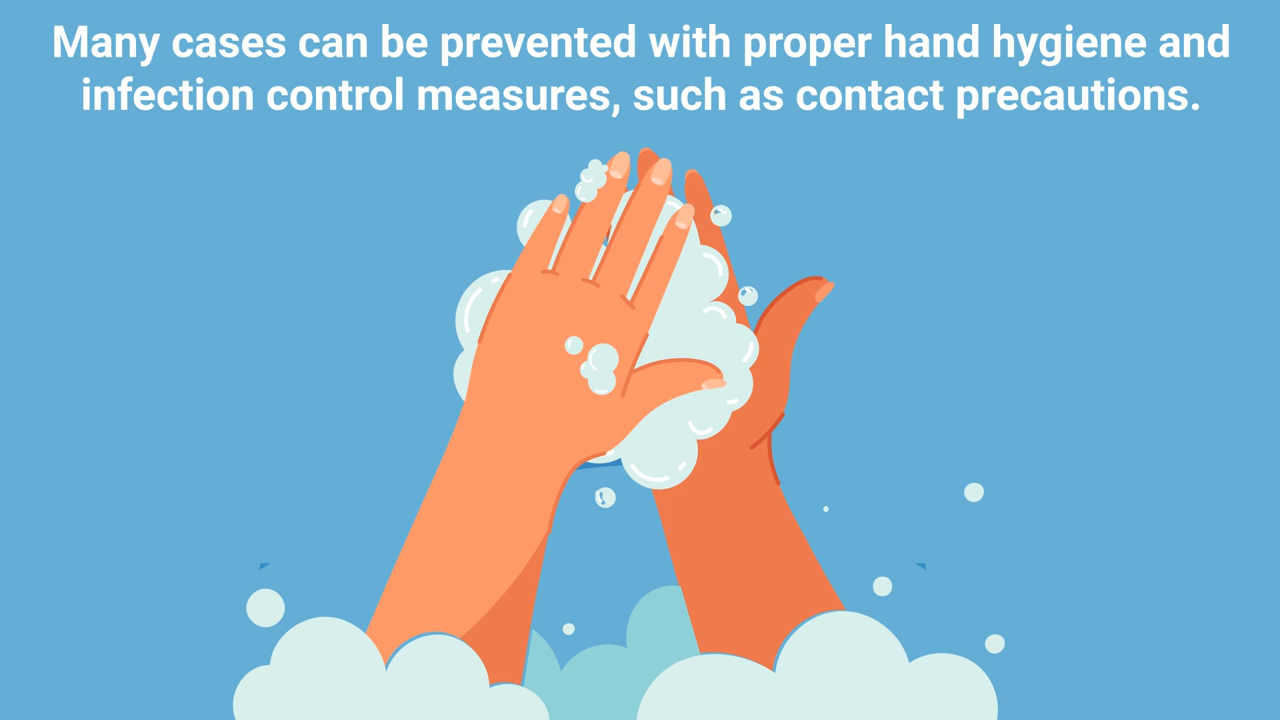 Many cases can be prevented with proper hand hygiene and
infection control measures, such as contact precautions.